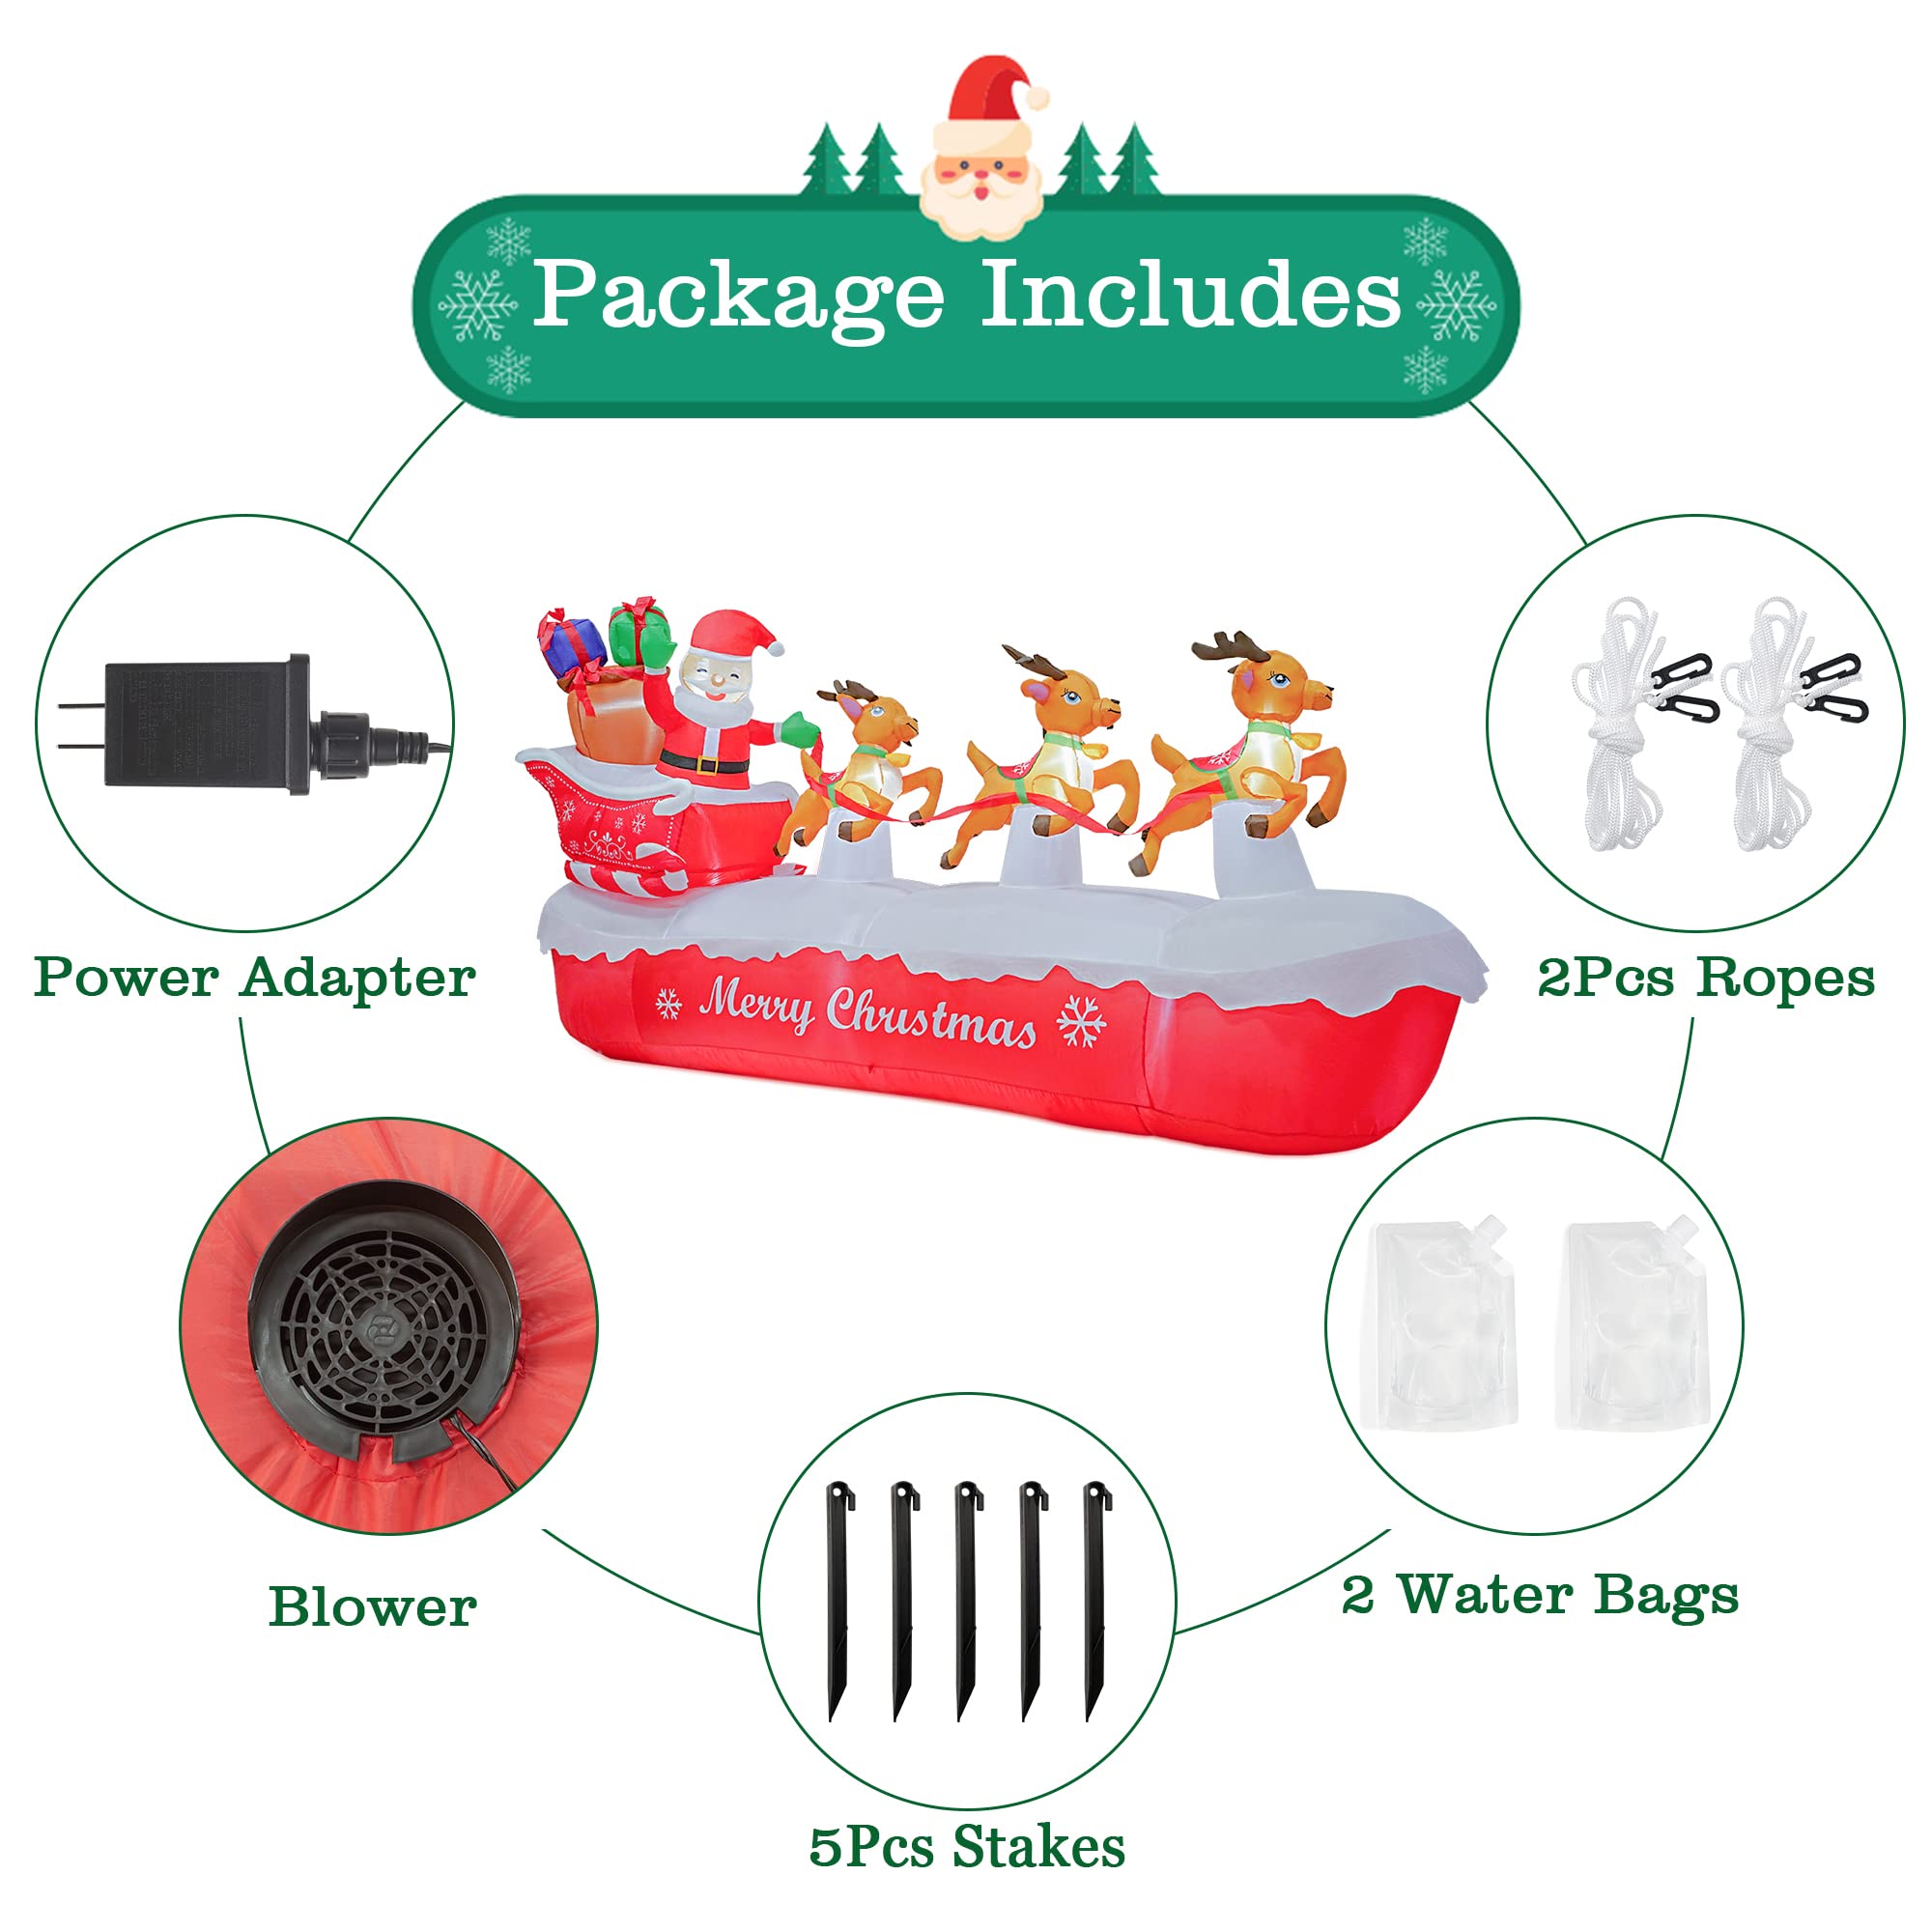 Package Includes
Power Adapter
2Pcs Ropes
Merry Christmas
Blower
2 Water Bags
5Pcs Stakes